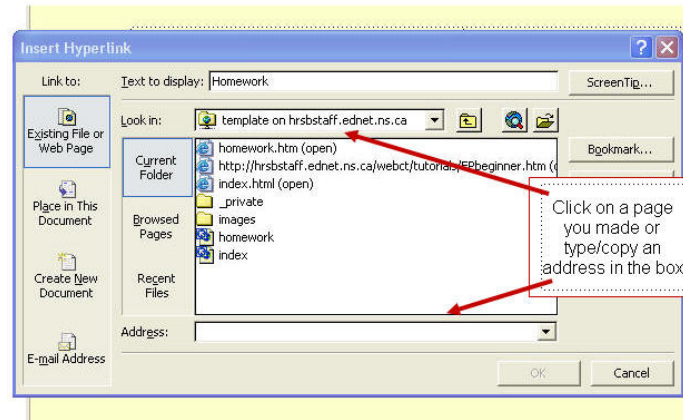 Insert Hyperlink
Link to:
Text to display: Homework
ScreenTip...
Existing File or
Web Page
Look in:
template on hrsbstaff.ednet.ns.ca
Bookmark...
Current
Folder
homework.htm (open)
http://hrsbstaff.ednet.ns.ca/webct/tutorials/FPbeginner.htm (
index.html (open)
_private
images
homework
index
Place in This
Document
Browsed
Pages
Create New
Document
Recent
Files
Click on a page
you made or
type/copy an
address in the box
E-mail Address
Address:
OK
Cancel